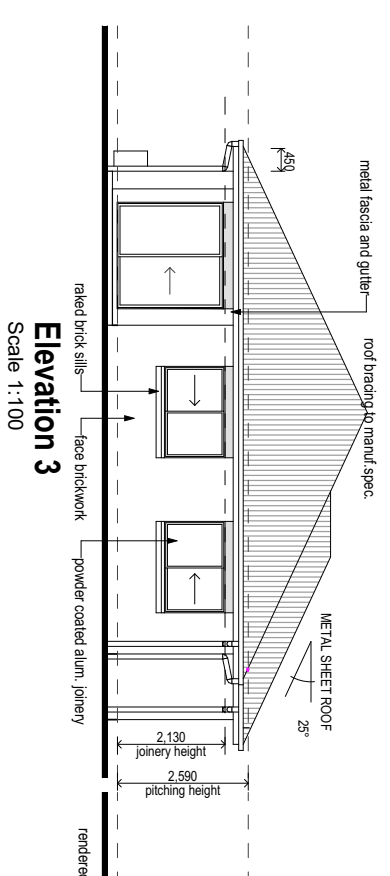 roof bracing to manuf.spec.
metal fascia and gutter
450
METAL SHEET ROOF
25°
2,130
joinery height
2,590
pitching height
raked brick sills
face brickwork
powder coated alum. joinery
rendered
Elevation 3
Scale 1:100